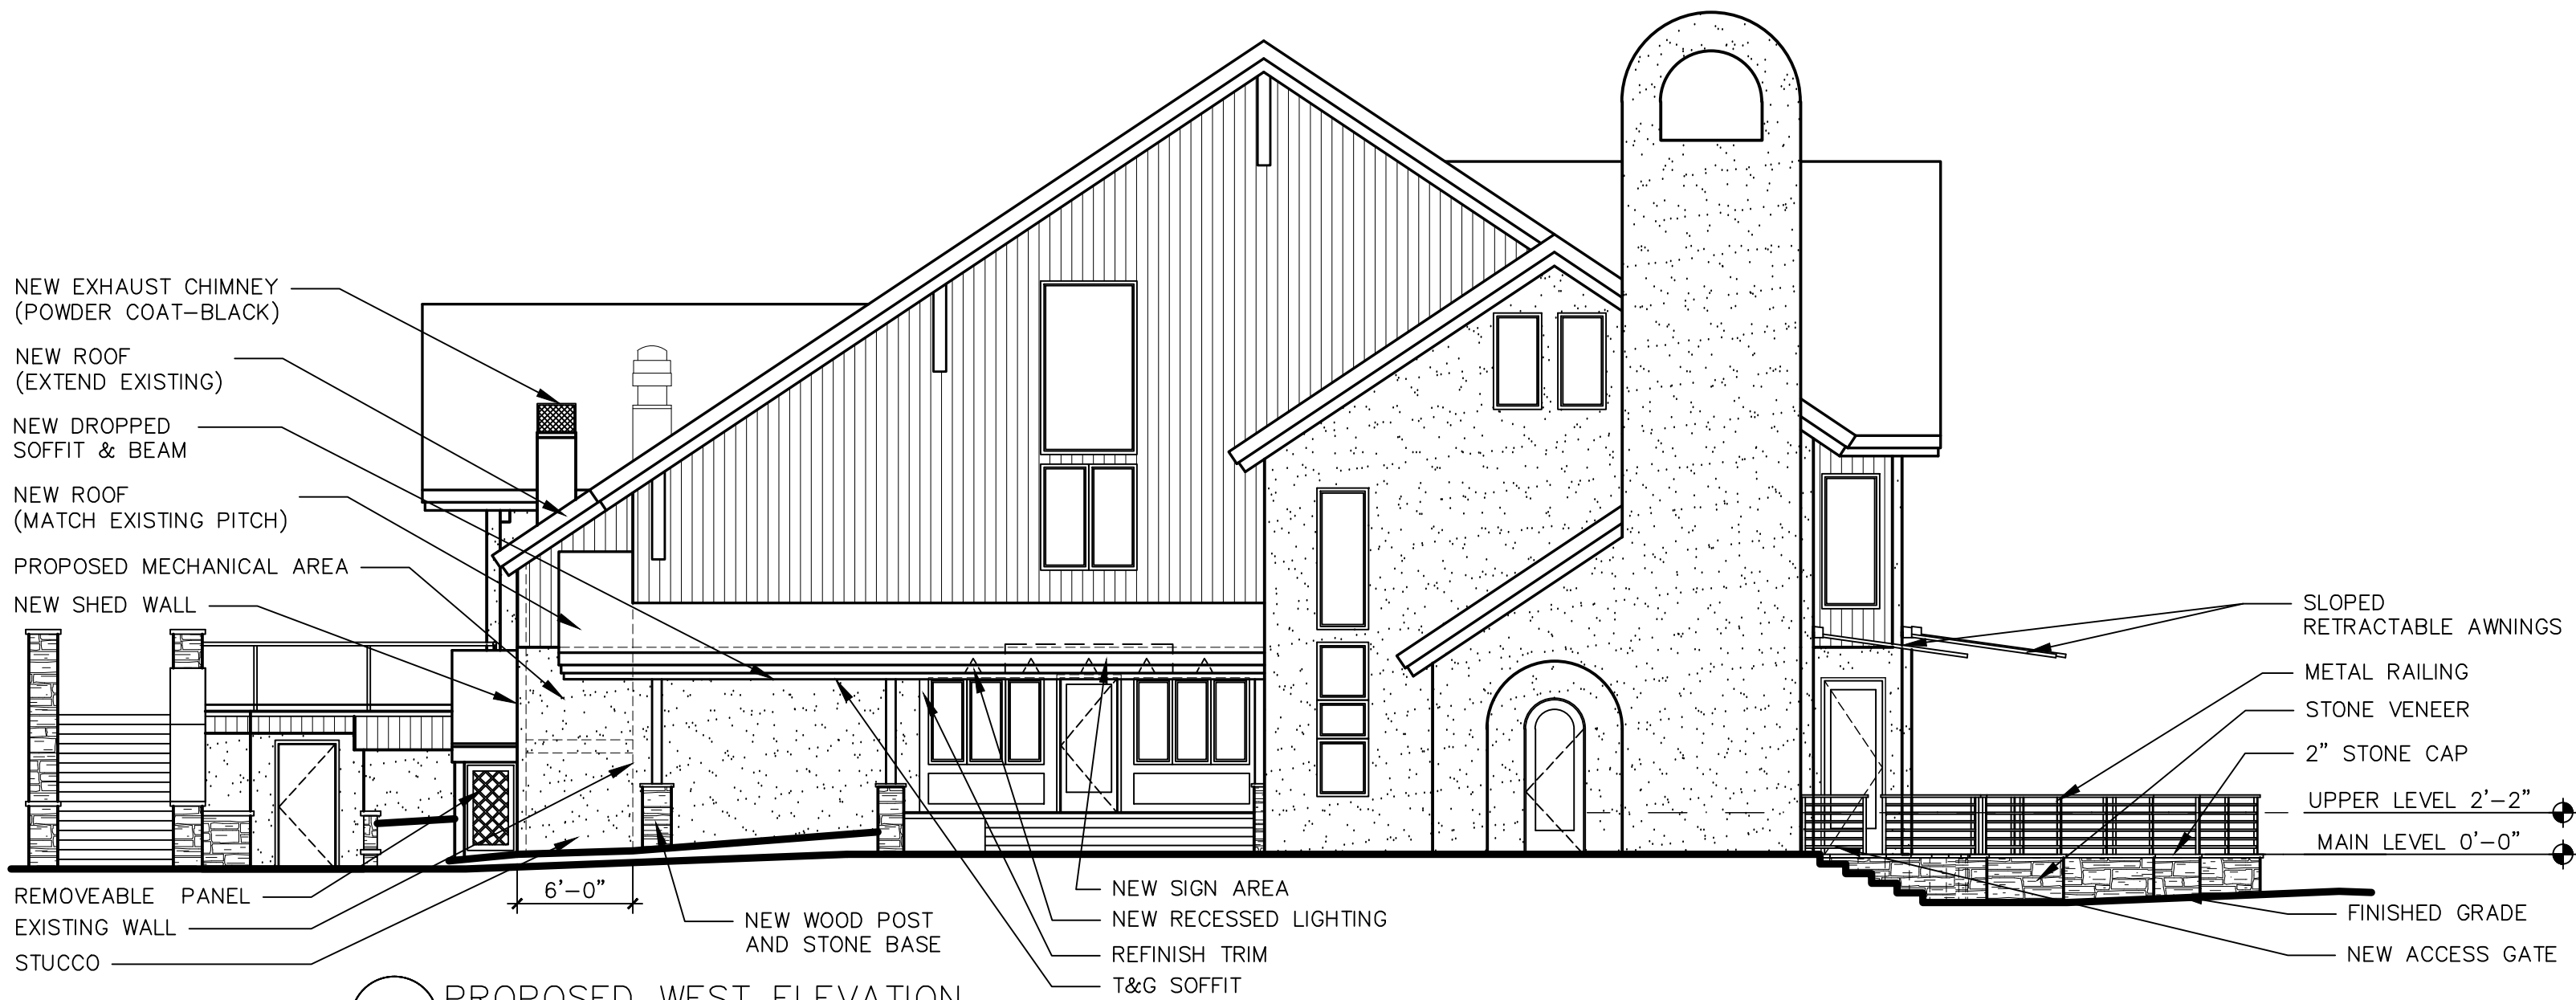 NEW EXHAUST CHIMNEY
(POWDER COAT-BLACK)
NEW ROOF
(EXTEND EXISTING)
NEW DROPPED
SOFFIT & BEAM
NEW ROOF
(MATCH EXISTING PITCH)
PROPOSED MECHANICAL AREA
NEW SHED WALL
REMOVEABLE PANEL
EXISTING WALL
STUCCO
6'-0"
NEW WOOD POST
AND STONE BASE
NEW SIGN AREA
NEW RECESSED LIGHTING
REFINISH TRIM
T&G SOFFIT
SLOPED
RETRACTABLE AWNINGS
METAL RAILING
STONE VENEER
2" STONE CAP
UPPER LEVEL 2'-2"
MAIN LEVEL 0'-0"
FINISHED GRADE
NEW ACCESS GATE
PROPOSED WEST ELEVATION